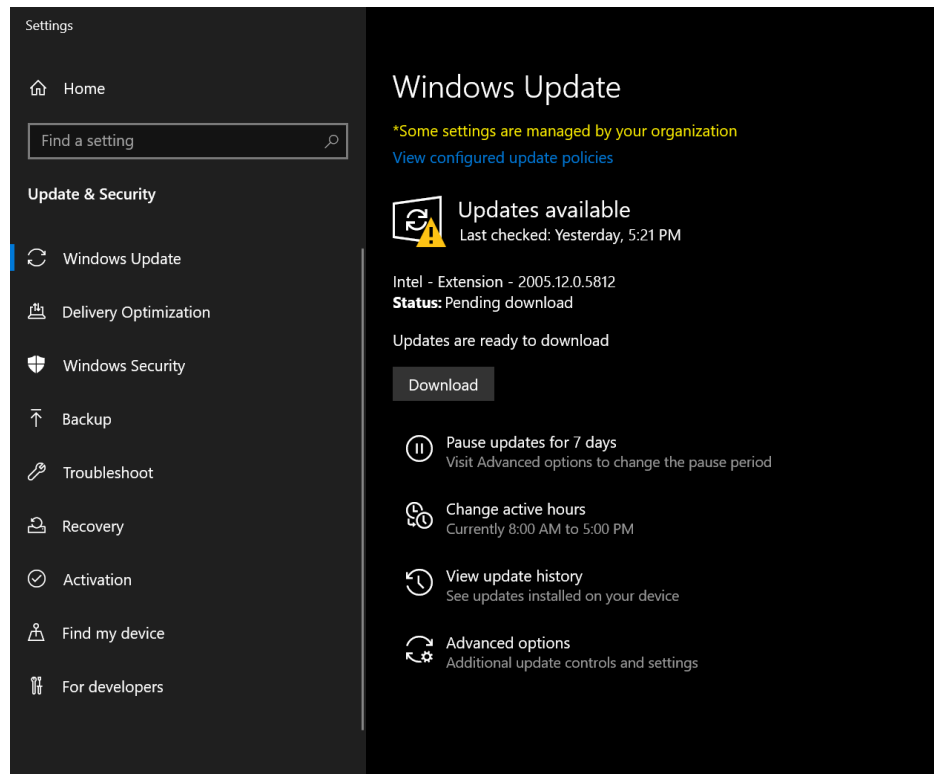 Settings
Home
Find a setting
Update & Security
Windows Update
Delivery Optimization
Windows Security
Backup
Troubleshoot
Recovery
Activation
Find my device
For developers
Windows Update
*Some settings are managed by your organization
View configured update policies
Updates available
Last checked: Yesterday, 5:21 PM
Intel - Extension - 2005.12.0.5812
Status: Pending download
Updates are ready to download
Download
Pause updates for 7 days
Visit Advanced options to change the pause period
Change active hours
Currently 8:00 AM to 5:00 PM
View update history
See updates installed on your device
Advanced options
Additional update controls and settings